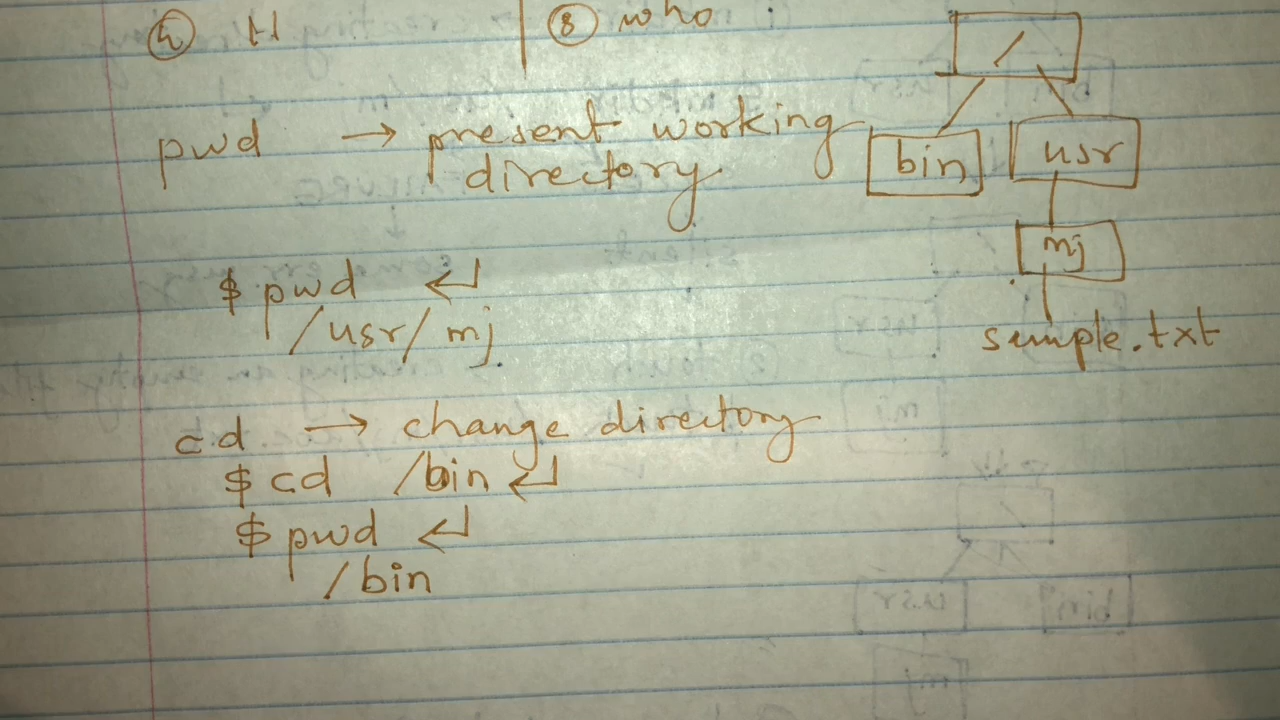 8 who
/
pwd → present working
directory
bin usr
mj
$ pwd ↵
/usr/mj
sample.txt
cd → change directory
$ cd /bin ↵
$ pwd ↵
/bin